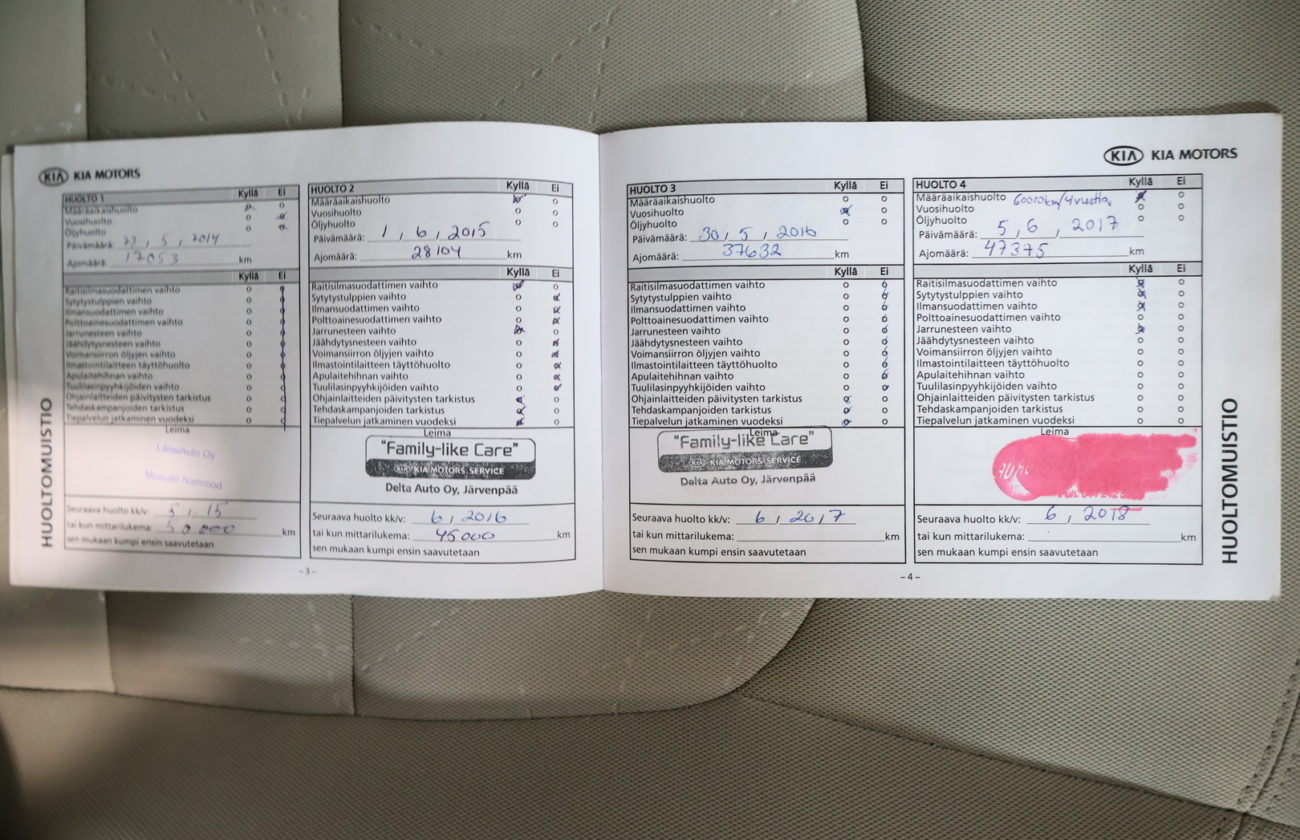 KIA KIA MOTORS
HUOLTOMUISTIO
HUOLTO 1 Kyllä Ei
Määräaikaishuolto
Vuosihuolto
Öljyhuolto
Päivämäärä: 5, 2014
Ajomäärä: 12053 km
Kyllä Ei
Raitisilmasuodattimen vaihto
Sytytystulppien vaihto
Ilmansuodattimen vaihto
Polttoainesuodattimen vaihto
Jarrunesteen vaihto
Jäähdytysnesteen vaihto
Voimansiirron öljyjen vaihto
Ilmastointilaitteen täyttöhuolto
Apulaitehihnan vaihto
Tuulilasinpyyhkijöiden vaihto
Ohjainlaitteiden päivitysten tarkistus
Tehdaskampanjoiden tarkistus
Tiepalvelun jatkaminen vuodeksi
Leima
LänsiAuto Oy
Seuraava huolto kk/v: 5, 15
tai kun mittarilukema: 30 000 km
sen mukaan kumpi ensin saavutetaan
HUOLTO 2 Kyllä Ei
Määräaikaishuolto
Vuosihuolto
Öljyhuolto
Päivämäärä: 1, 6, 2015
Ajomäärä: 28104 km
Kyllä Ei
Raitisilmasuodattimen vaihto
Sytytystulppien vaihto
Ilmansuodattimen vaihto
Polttoainesuodattimen vaihto
Jarrunesteen vaihto
Jäähdytysnesteen vaihto
Voimansiirron öljyjen vaihto
Ilmastointilaitteen täyttöhuolto
Apulaitehihnan vaihto
Tuulilasinpyyhkijöiden vaihto
Ohjainlaitteiden päivitysten tarkistus
Tehdaskampanjoiden tarkistus
Tiepalvelun jatkaminen vuodeksi
Leima
"Family-like Care"
KIA KIA MOTORS SERVICE
Delta Auto Oy, Järvenpää
Seuraava huolto kk/v: 6, 2016
tai kun mittarilukema: 45000 km
sen mukaan kumpi ensin saavutetaan
- 3 -
HUOLTO 3 Kyllä Ei
Määräaikaishuolto
Vuosihuolto
Öljyhuolto
Päivämäärä: 30, 5, 2016
Ajomäärä: 37632 km
Kyllä Ei
Raitisilmasuodattimen vaihto
Sytytystulppien vaihto
Ilmansuodattimen vaihto
Polttoainesuodattimen vaihto
Jarrunesteen vaihto
Jäähdytysnesteen vaihto
Voimansiirron öljyjen vaihto
Ilmastointilaitteen täyttöhuolto
Apulaitehihnan vaihto
Tuulilasinpyyhkijöiden vaihto
Ohjainlaitteiden päivitysten tarkistus
Tehdaskampanjoiden tarkistus
Tiepalvelun jatkaminen vuodeksi
Leima
"Family-like Care"
KIA KIA MOTORS SERVICE
Delta Auto Oy, Järvenpää
Seuraava huolto kk/v: 6, 2017
tai kun mittarilukema: km
sen mukaan kumpi ensin saavutetaan
KIA KIA MOTORS
HUOLTO 4 Kyllä Ei
Määräaikaishuolto 60000km/4vuotta
Vuosihuolto
Öljyhuolto
Päivämäärä: 5, 6, 2017
Ajomäärä: 47375 km
Kyllä Ei
Raitisilmasuodattimen vaihto
Sytytystulppien vaihto
Ilmansuodattimen vaihto
Polttoainesuodattimen vaihto
Jarrunesteen vaihto
Jäähdytysnesteen vaihto
Voimansiirron öljyjen vaihto
Ilmastointilaitteen täyttöhuolto
Apulaitehihnan vaihto
Tuulilasinpyyhkijöiden vaihto
Ohjainlaitteiden päivitysten tarkistus
Tehdaskampanjoiden tarkistus
Tiepalvelun jatkaminen vuodeksi
Leima
Seuraava huolto kk/v: 6, 2018
tai kun mittarilukema: km
sen mukaan kumpi ensin saavutetaan
- 4 -
HUOLTOMUISTIO